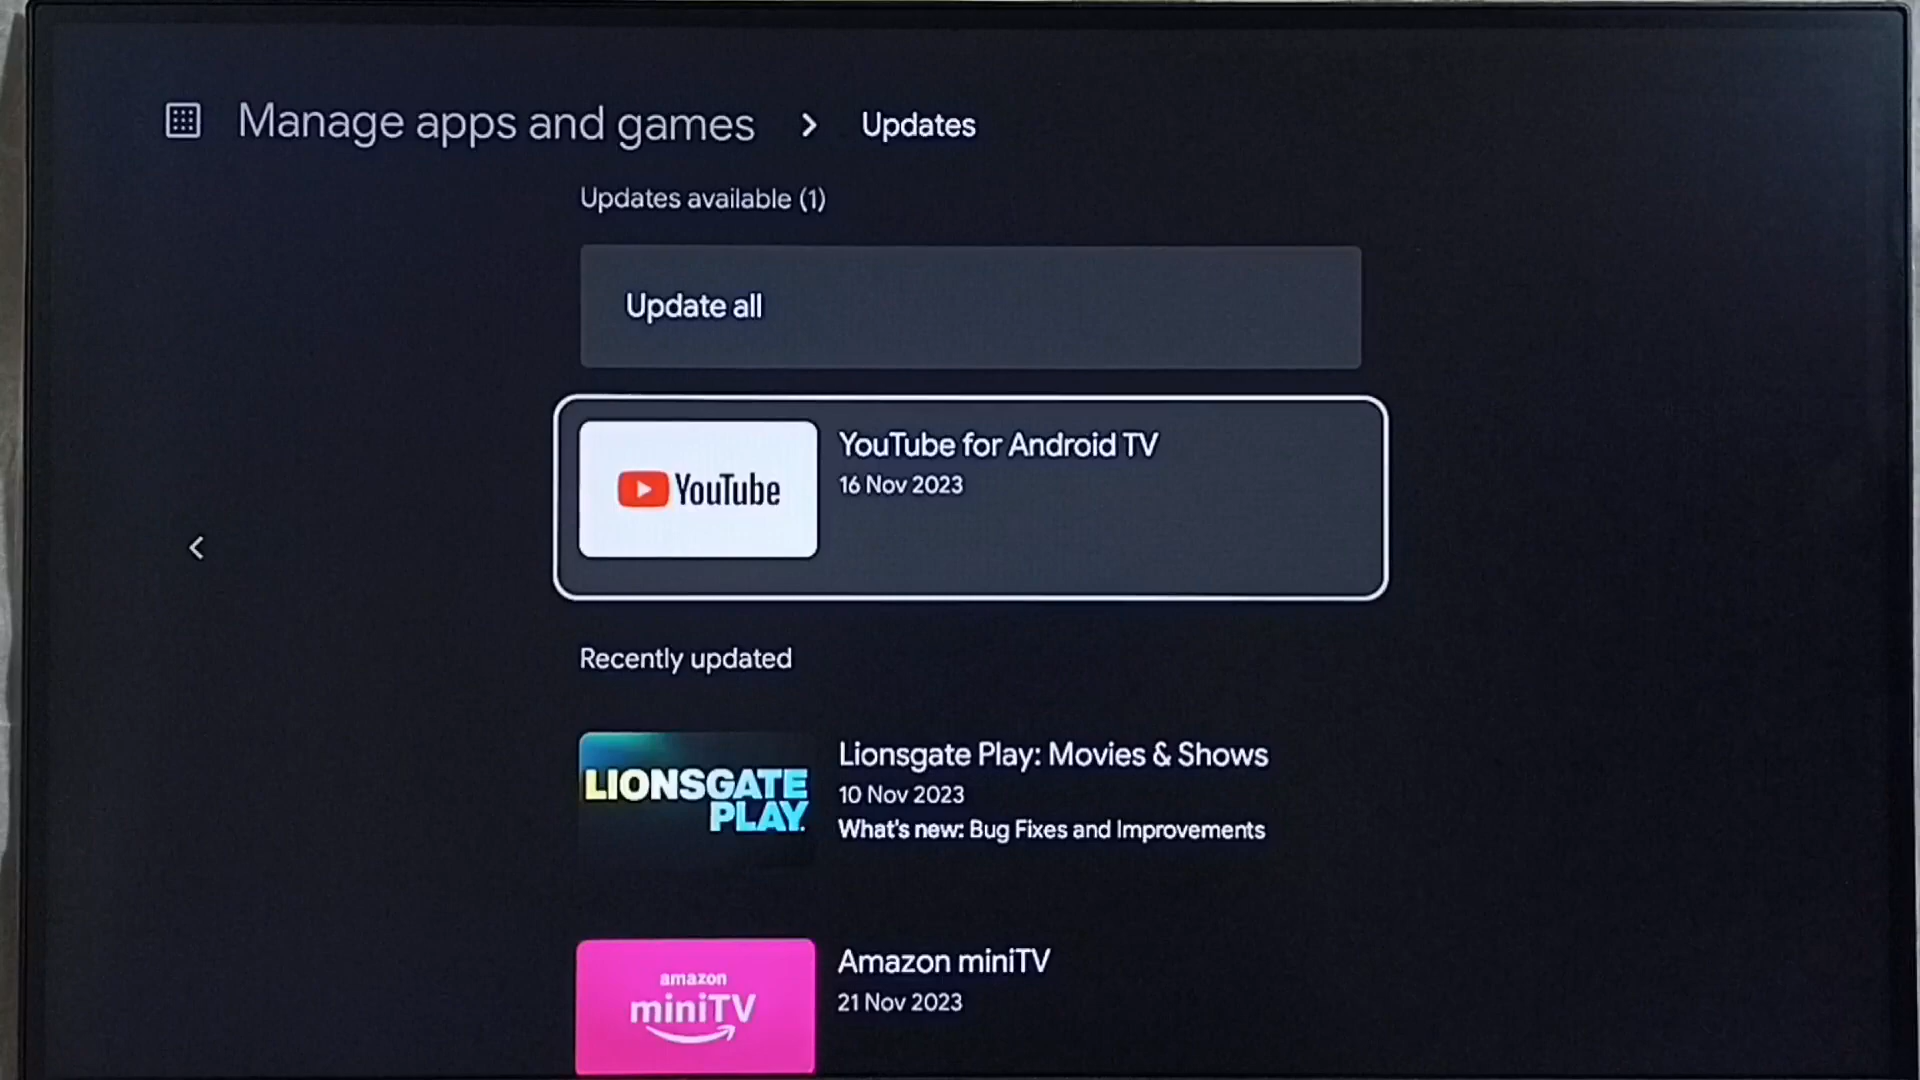 Manage apps and games > Updates
Updates available (1)
Update all
YouTube
YouTube for Android TV
16 Nov 2023
Recently updated
LIONSGATE
PLAY
Lionsgate Play: Movies & Shows
10 Nov 2023
What's new: Bug Fixes and Improvements
amazon
miniTV
Amazon miniTV
21 Nov 2023